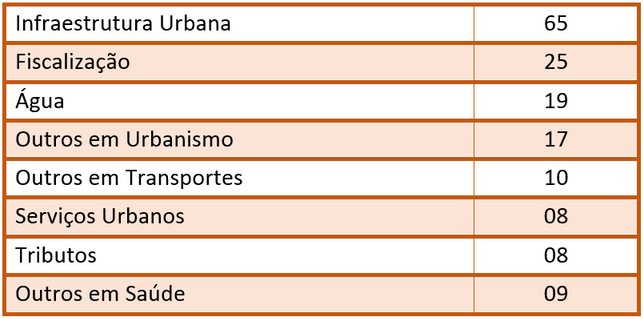 Infraestrutura Urbana 65
Fiscalização 25
Água 19
Outros em Urbanismo 17
Outros em Transportes 10
Serviços Urbanos 08
Tributos 08
Outros em Saúde 09